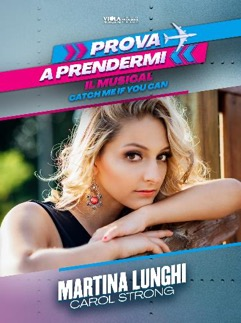 PROVA
A PRENDERMI
IL MUSICAL
CATCH ME IF YOU CAN
MARTINA LUNGHI
CAROL STRONG